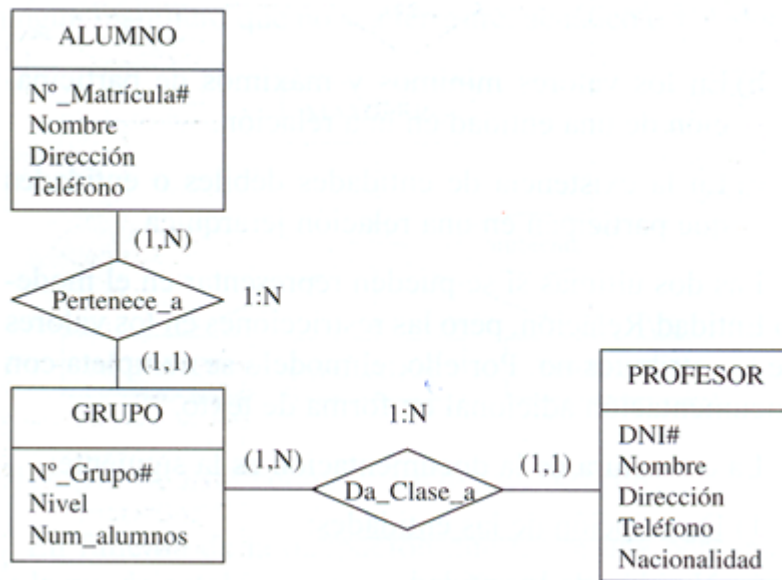 ALUMNO
Nº_Matrícula#
Nombre
Dirección
Teléfono
(1,N)
Pertenece_a
1:N
(1,1)
GRUPO
Nº_Grupo#
Nivel
Num_alumnos
(1,N)
1:N
Da_Clase_a
(1,1)
PROFESOR
DNI#
Nombre
Dirección
Teléfono
Nacionalidad